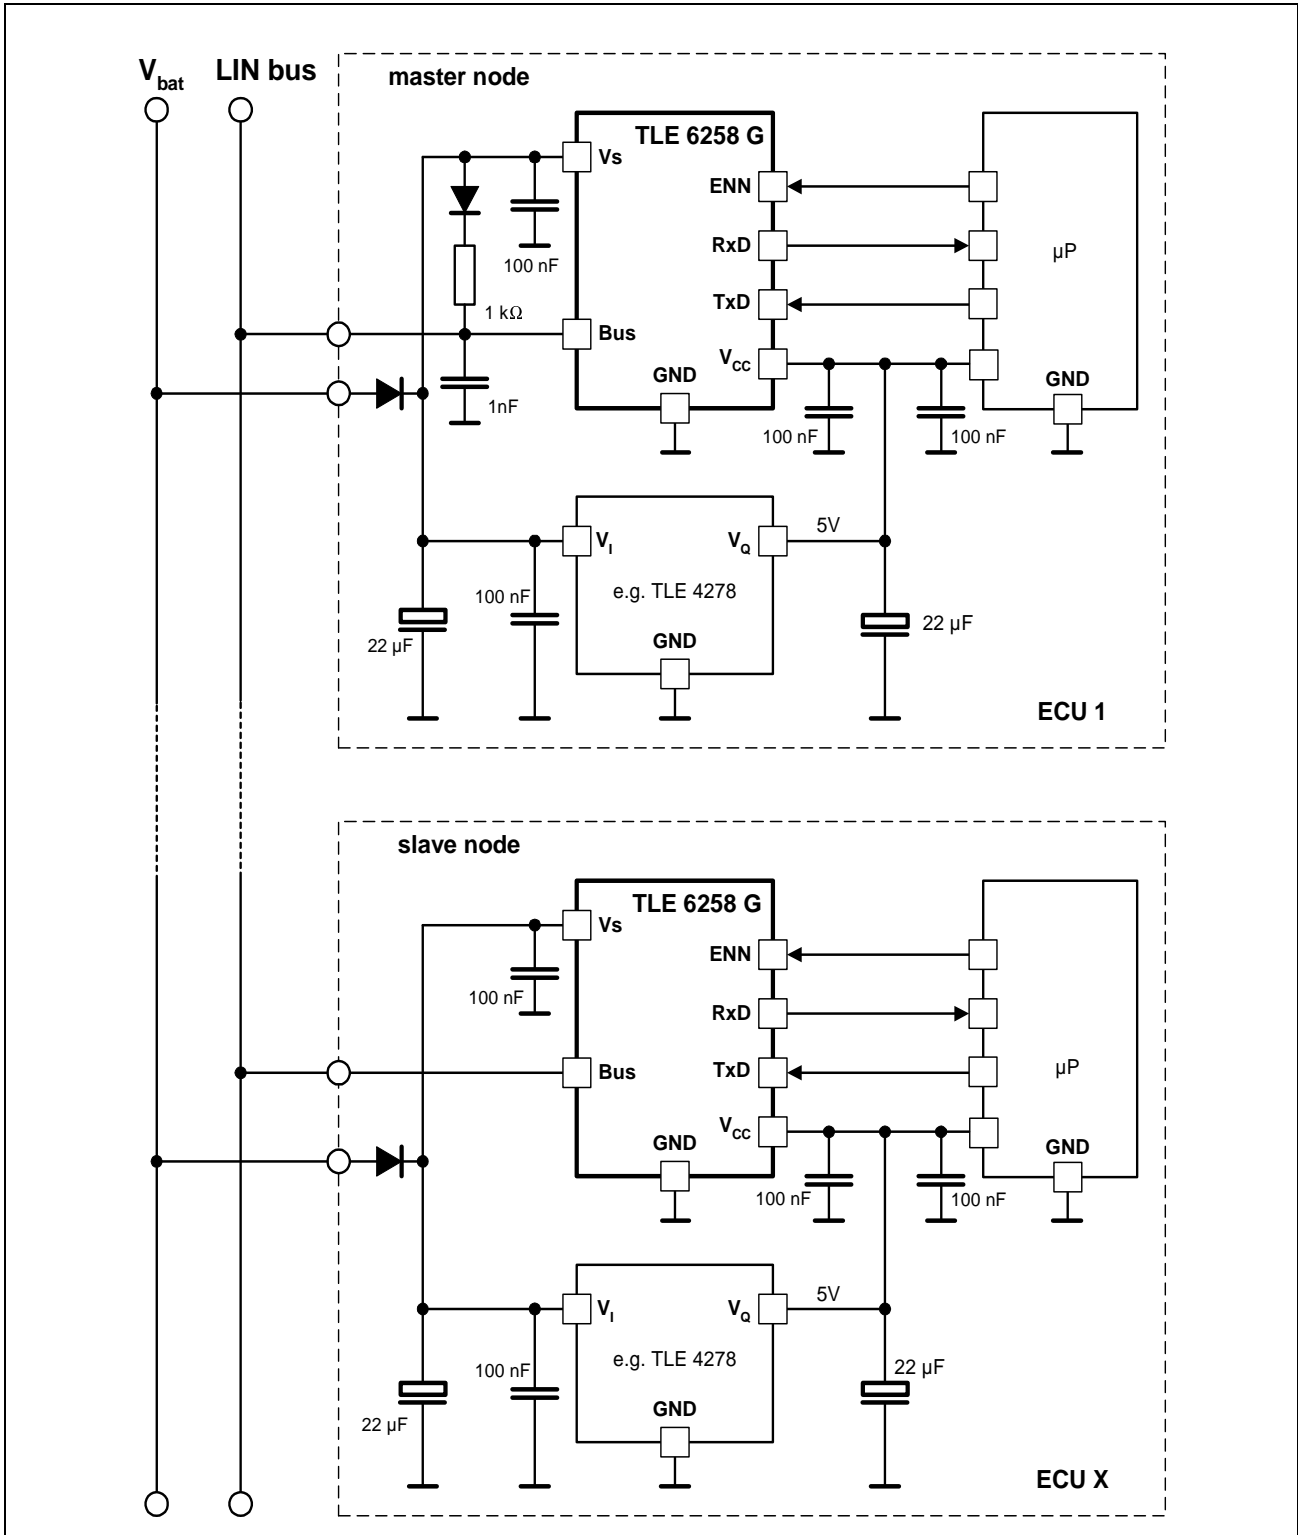 V_bat LIN bus
master node
TLE 6258 G
Vs
ENN
100 nF
RxD
µP
1 kΩ
TxD
Bus
V_CC
GND
GND
1nF
100 nF
100 nF
V_I
V_Q
5V
100 nF
e.g. TLE 4278
22 µF
GND
22 µF
ECU 1
slave node
TLE 6258 G
Vs
ENN
100 nF
RxD
Bus
TxD
µP
V_CC
GND
GND
100 nF
100 nF
V_I
V_Q
5V
100 nF
e.g. TLE 4278
22 µF
GND
22 µF
ECU X